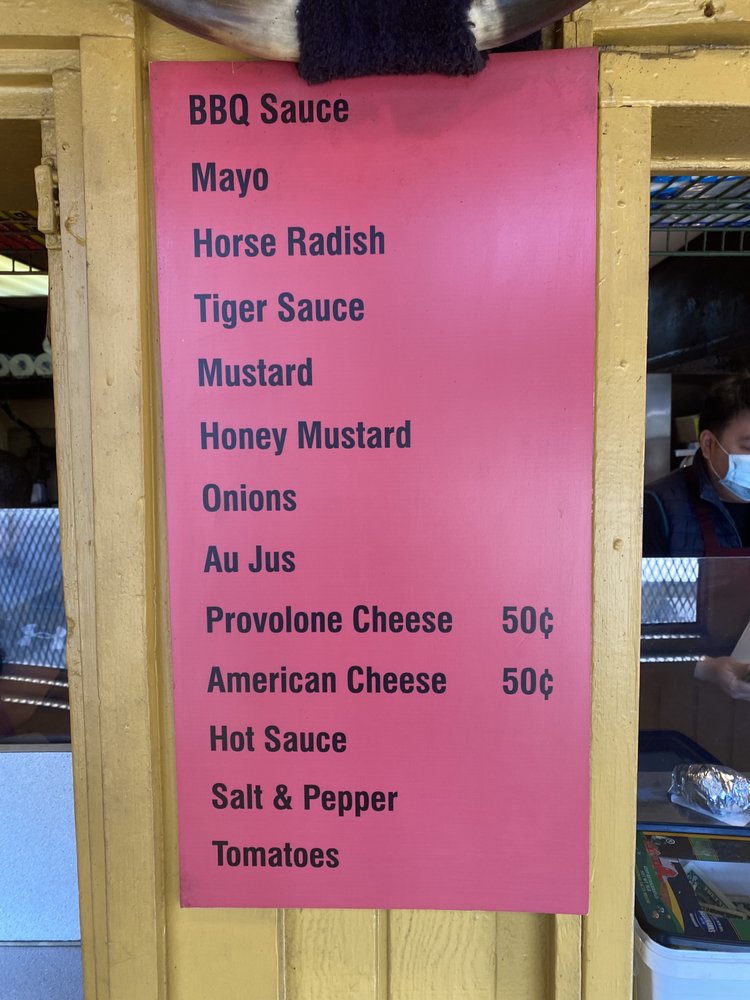 BBQ Sauce
Mayo
Horse Radish
Tiger Sauce
Mustard
Honey Mustard
Onions
Au Jus
Provolone Cheese 50¢
American Cheese 50¢
Hot Sauce
Salt & Pepper
Tomatoes